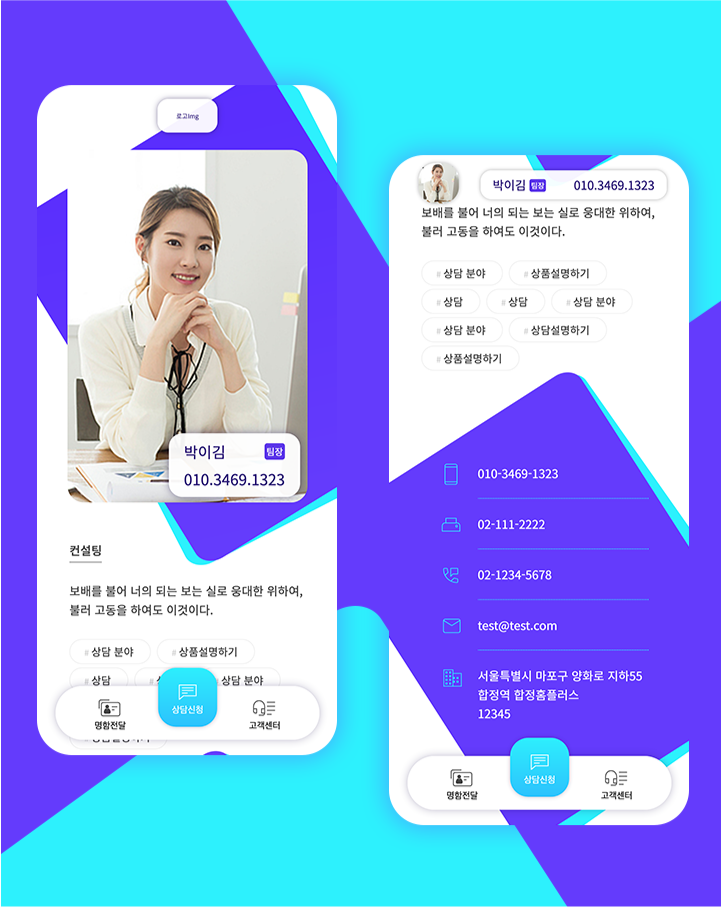 로고img
박이김 팀장
010.3469.1323
컨설팅
보배를 불어 너의 되는 보는 실로 웅대한 위하여,
불러 고동을 하여도 이것이다.
# 상담 분야 # 상품설명하기
# 상담 # 상담 분야
명함전달 상담신청 고객센터
박이김 팀장 010.3469.1323
보배를 불어 너의 되는 보는 실로 웅대한 위하여,
불러 고동을 하여도 이것이다.
# 상담 분야 # 상품설명하기
# 상담 # 상담 # 상담 분야
# 상담 분야 # 상담설명하기
# 상품설명하기
010-3469-1323
02-111-2222
02-1234-5678
test@test.com
서울특별시 마포구 양화로 지하55
합정역 합정홈플러스
12345
명함전달 상담신청 고객센터